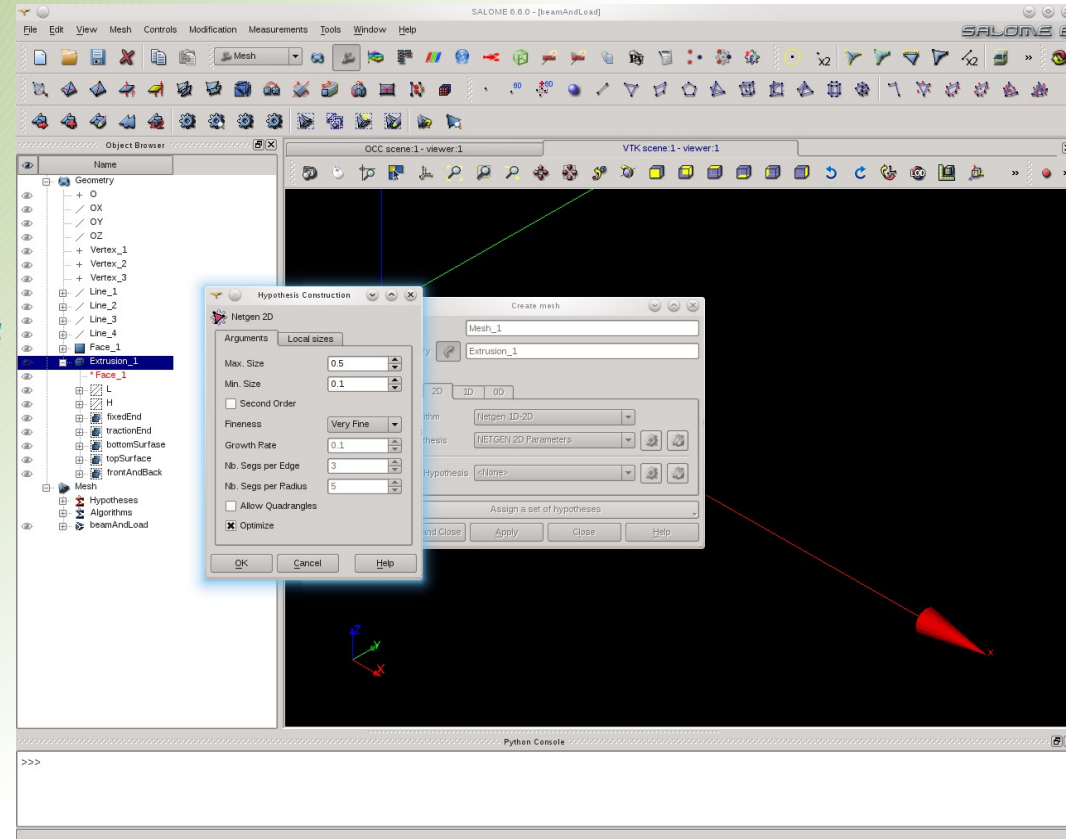 SALOME 6.6.0 - [beamAndLoad]
File Edit View Mesh Controls Modification Measurements Tools Window Help
SALOME
Mesh
x2
x2
Object Browser
OCC scene:1 - viewer:1
VTK scene:1 - viewer:1
Name
Geometry
O
OX
OY
OZ
Vertex_1
Vertex_2
Vertex_3
Line_1
Line_2
Line_3
Line_4
Face_1
Extrusion_1
* Face_1
L
H
fixedEnd
tractionEnd
bottomSurfase
topSurface
frontAndBack
Mesh
Hypotheses
Algorithms
beamAndLoad
Hypothesis Construction
Netgen 2D
Arguments
Local sizes
Max. Size
0.5
Min. Size
0.1
Second Order
Fineness
Very Fine
Growth Rate
0.1
Nb. Segs per Edge
3
Nb. Segs per Radius
5
Allow Quadrangles
Optimize
OK
Cancel
Help
Create mesh
Mesh_1
Extrusion_1
2D
1D
0D
Netgen 1D-2D
NETGEN 2D Parameters
Hypothesis
<None>
Assign a set of hypotheses
and Close
Apply
Close
Help
Z
Y
X
X
Python Console
>>>